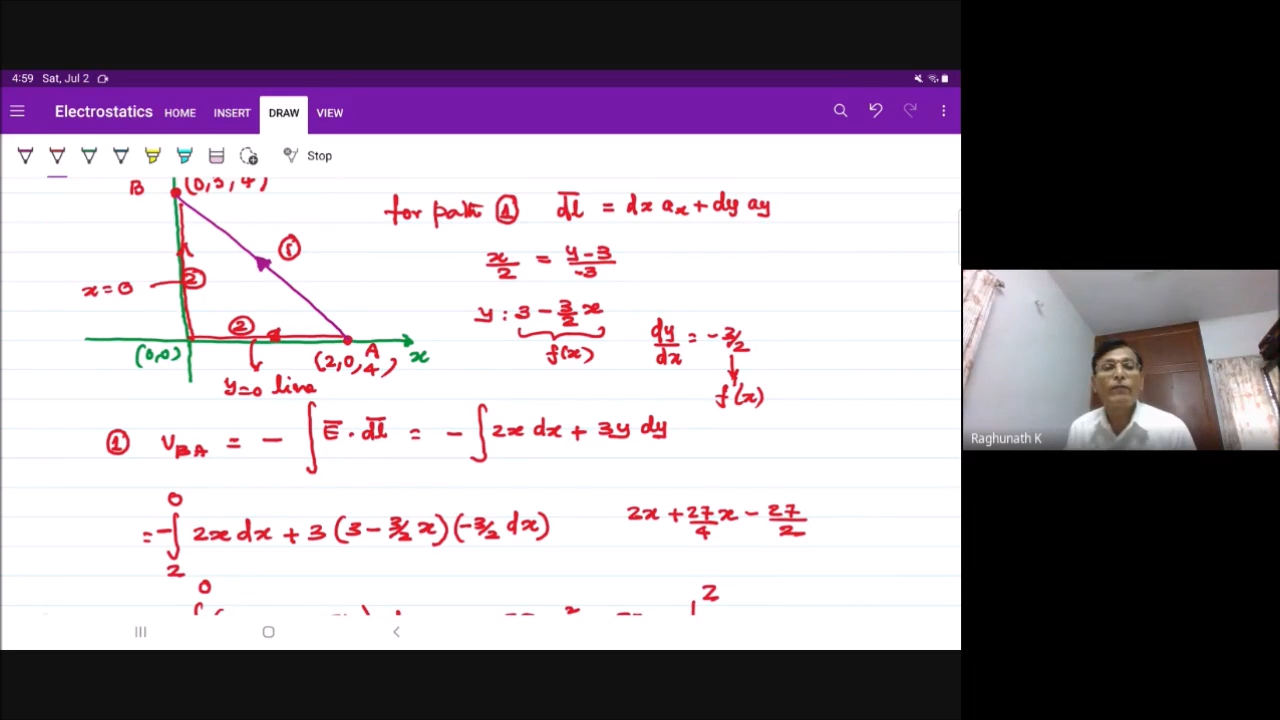 4:59 Sat, Jul 2
Electrostatics HOME INSERT DRAW VIEW
Stop
B (0,3,4)
for path ① dl̅ = dx ax + dy ay
①
x/2 = (y-3)/-3
x = 0
②
y : 3 - 3/2 x
f(x)
dy/dx = -3/2
f(x)
②
(0,0)
(2,0,4) A
x
y=0 line
① VBA = - ∫ E̅ · dl̅ = - ∫ 2x dx + 3y dy
= -∫₂⁰ 2x dx + 3 (3 - 3/2 x) (-3/2 dx)
2x + 27/4 x - 27/2
0
2
Raghunath K